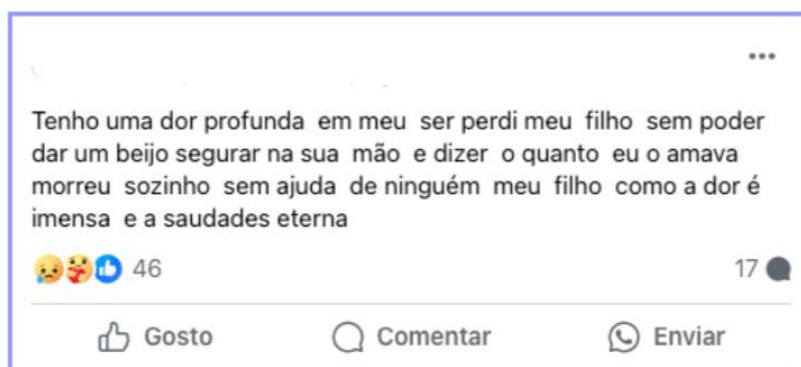 Tenho uma dor profunda em meu ser perdi meu filho sem poder
dar um beijo segurar na sua mão e dizer o quanto eu o amava
morreu sozinho sem ajuda de ninguém meu filho como a dor é
imensa e a saudades eterna
46
17
Gosto
Comentar
Enviar